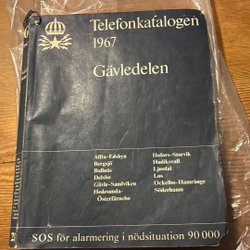 Telefonkatalogen
1967
Gävledelen
Alfta-Edsbyn
Bergsjö
Bollnäs
Delsbo
Gävle-Sandviken
Hedesunda-
Österfärnebo
Hofors-Storvik
Hudiksvall
Ljusdal
Los
Ockelbo-Hamrånge
Söderhamn
SOS för alarmering i nödsituation 90 000